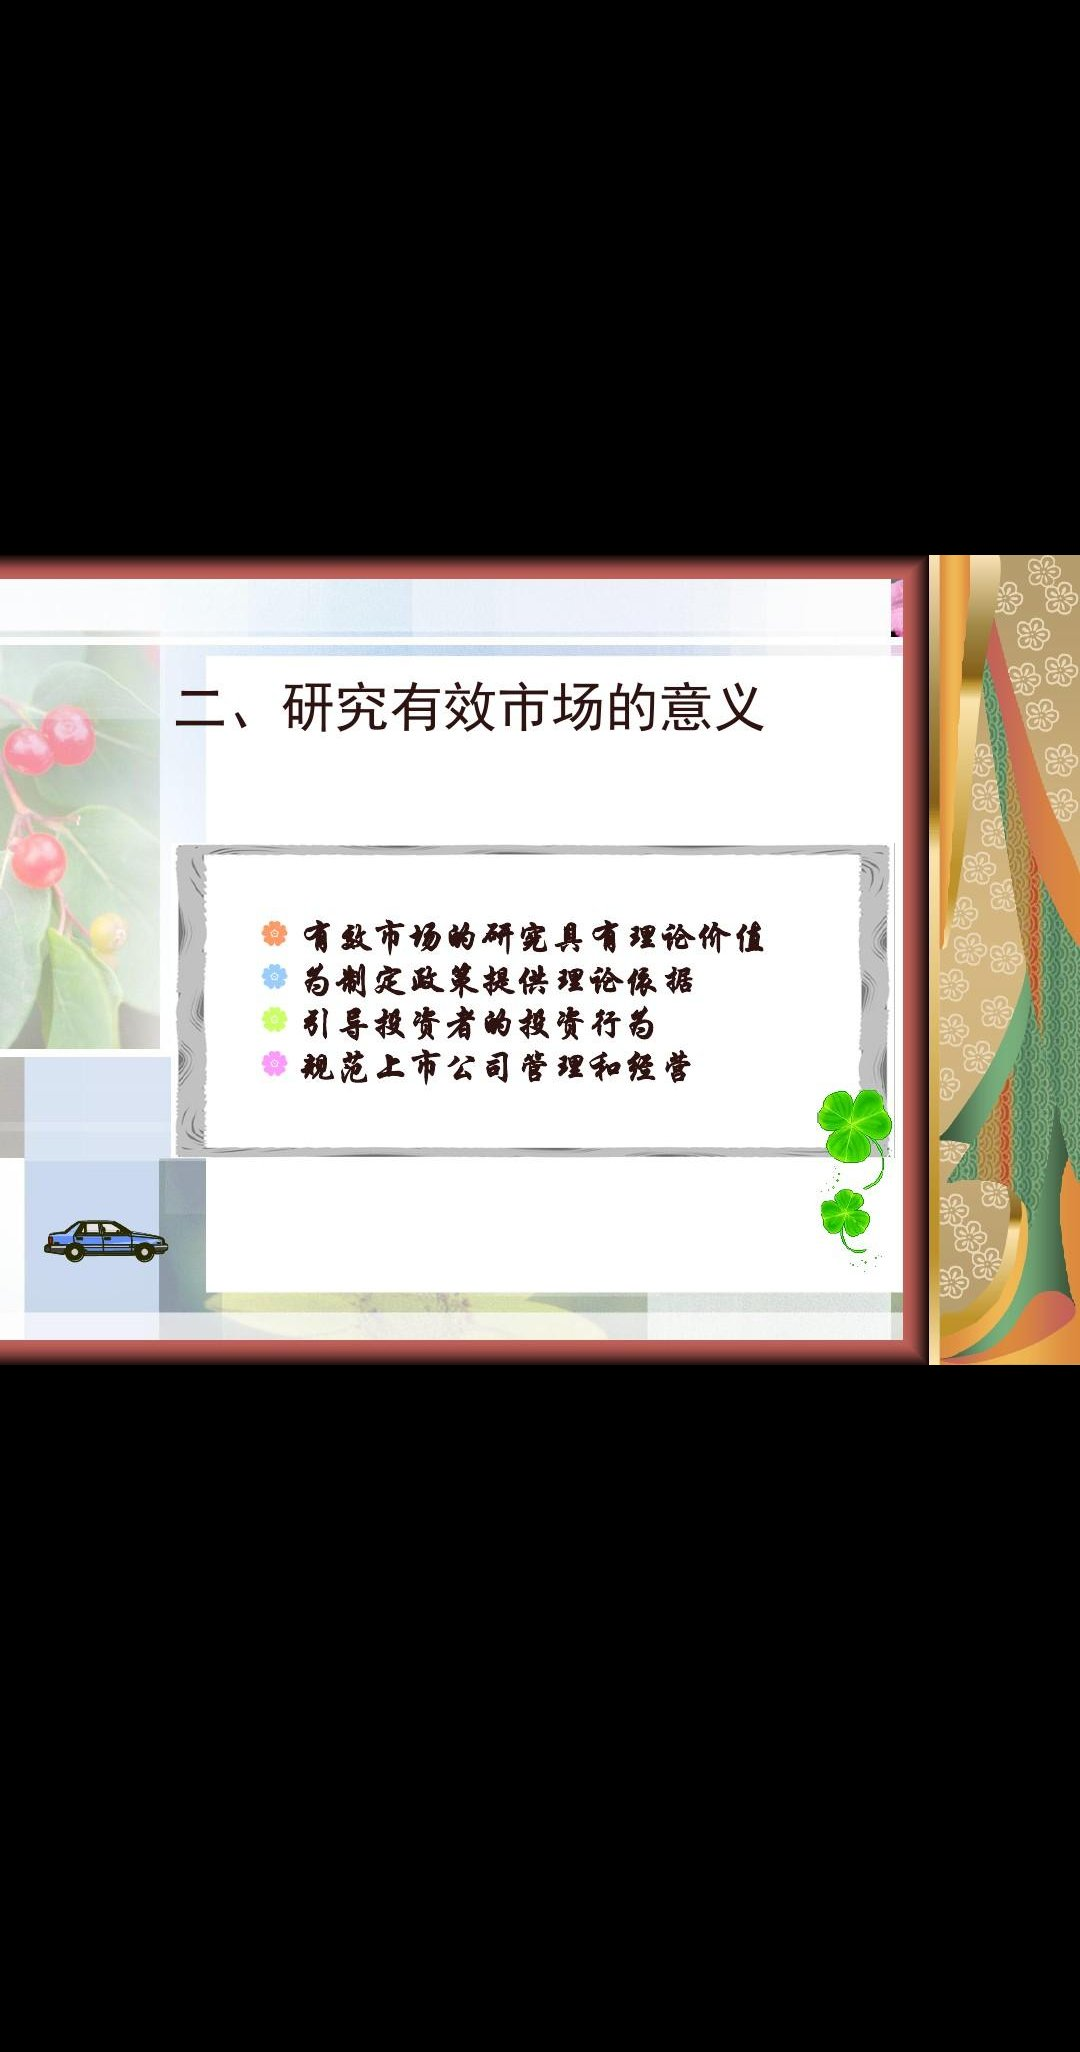 二、研究有效市场的意义
有效市场的研究具有理论价值
为制定政策提供理论依据
引导投资者的投资行为
规范上市公司管理和经营